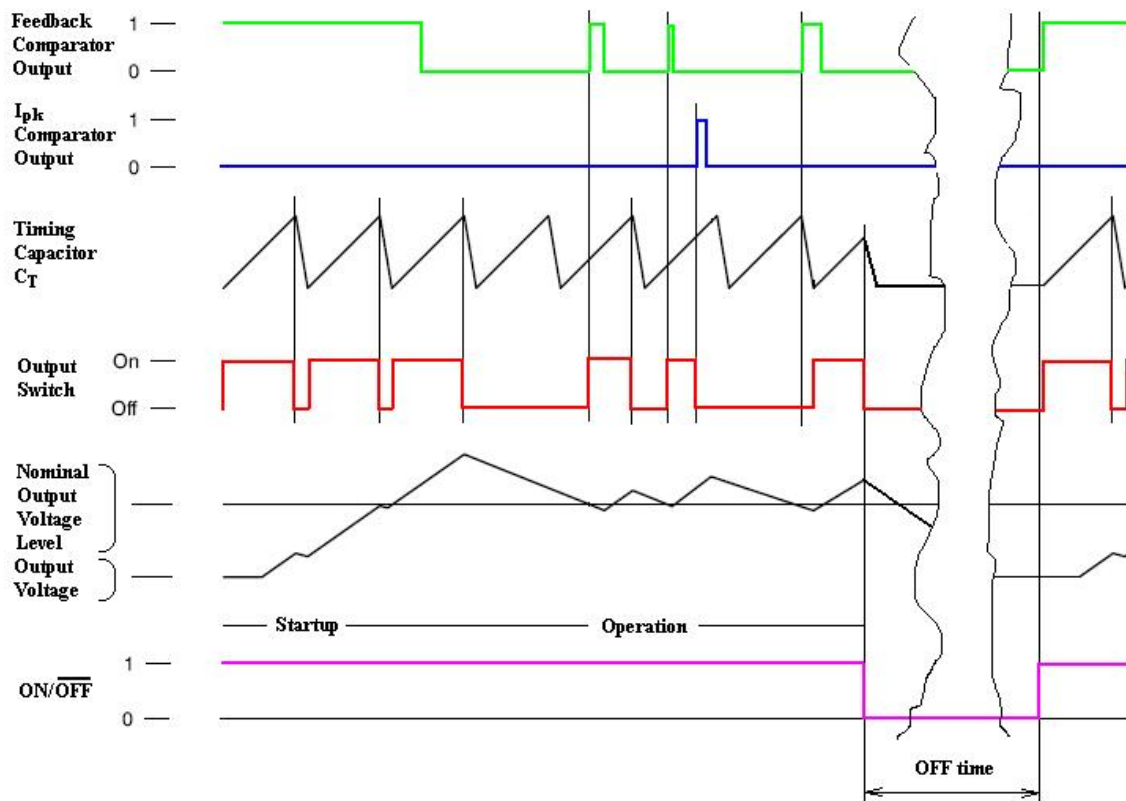 Feedback
Comparator
Output
1
0
Ipk
Comparator
Output
1
0
Timing
Capacitor
CT
Output
Switch
On
Off
Nominal
Output
Voltage
Level
Output
Voltage
Startup
Operation
ON/OFF
1
0
OFF time